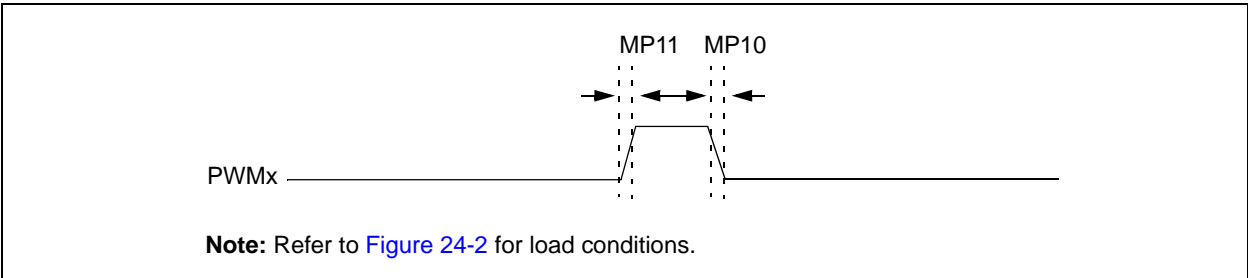 MP11 MP10
PWMx
Note: Refer to Figure 24-2 for load conditions.